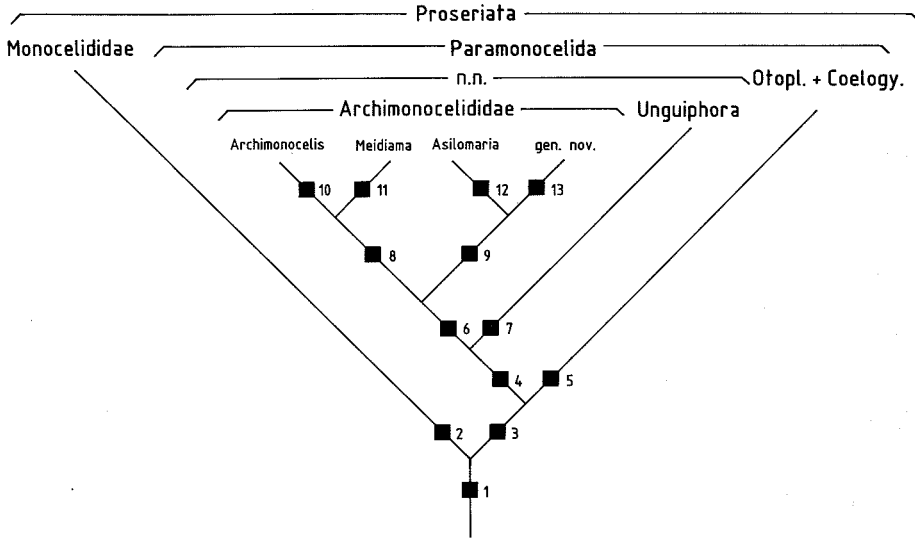 Proseriata
Monocelididae
Paramonocelida
n.n.
Otopl. + Coelogy.
Archimonocelididae
Unguiphora
Archimonocelis Meidiama Asilomaria gen. nov.
10 11 12 13
8 9
6 7
4 5
2 3
1